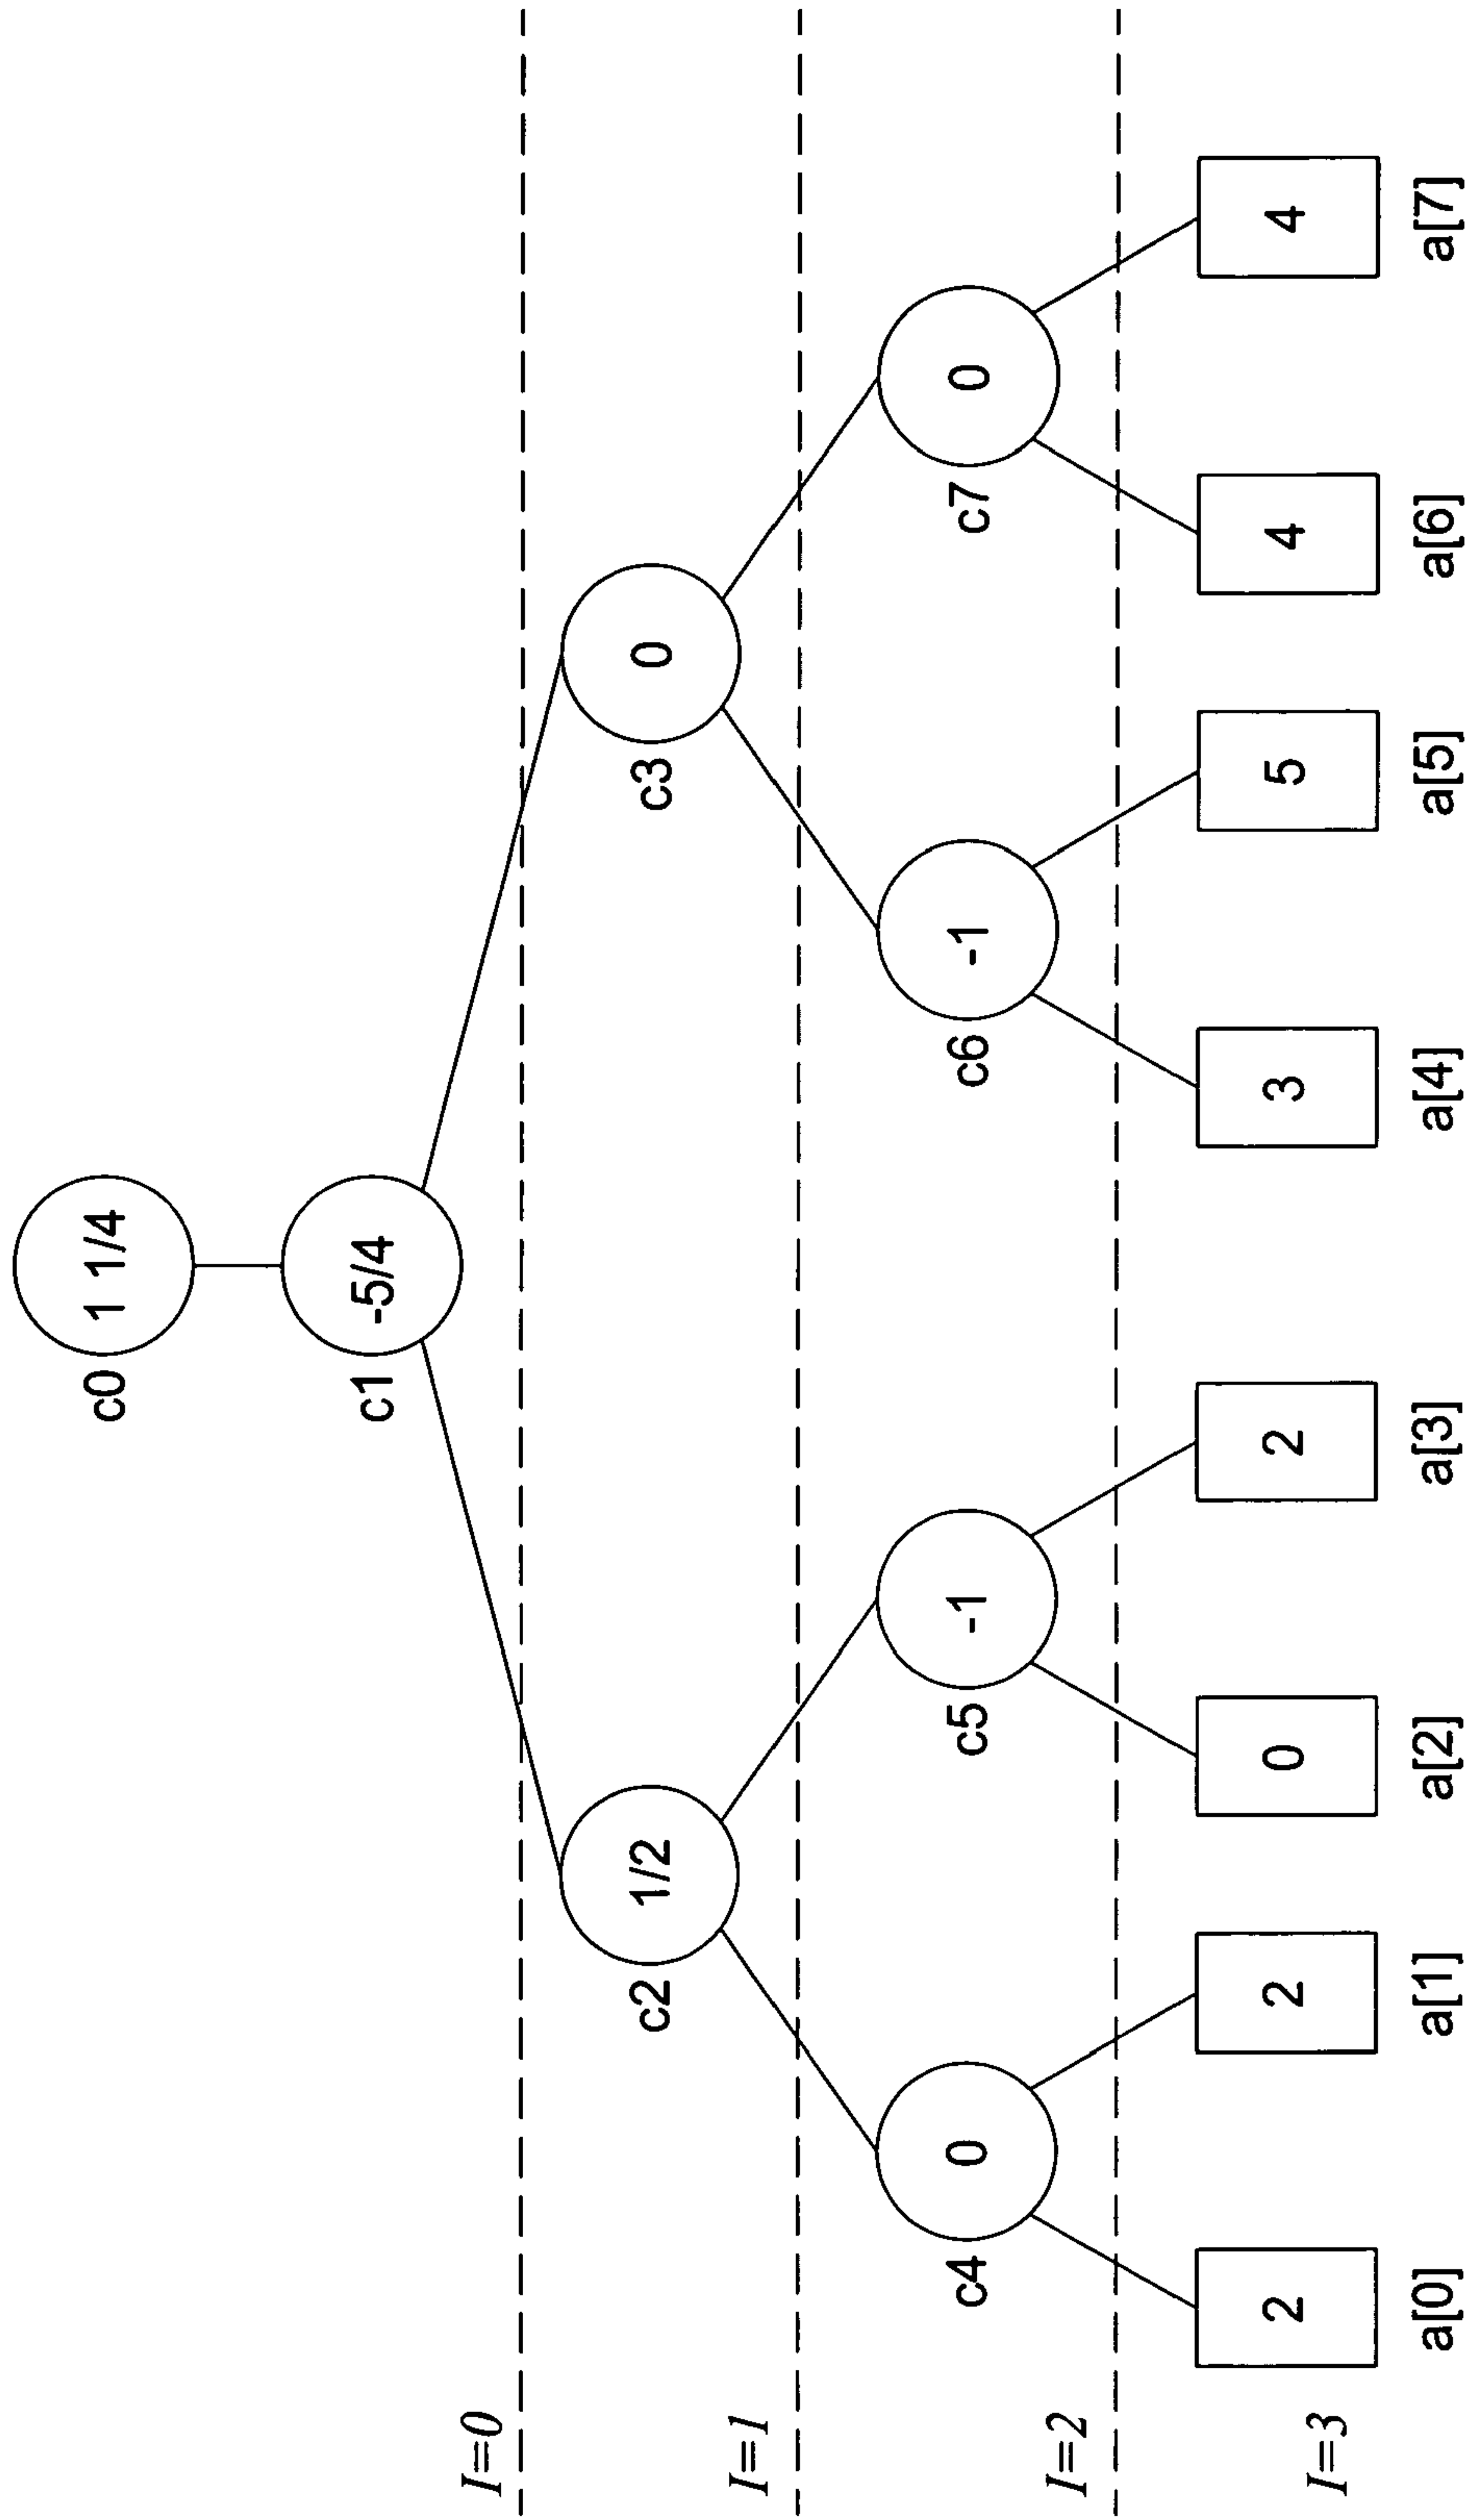 c0
1 1/4
c1
-5/4
l=0
c2
1/2
c3
0
l=1
c4
0
c5
-1
c6
-1
c7
0
l=2
2
2
0
2
3
5
4
4
l=3
a[0]
a[1]
a[2]
a[3]
a[4]
a[5]
a[6]
a[7]